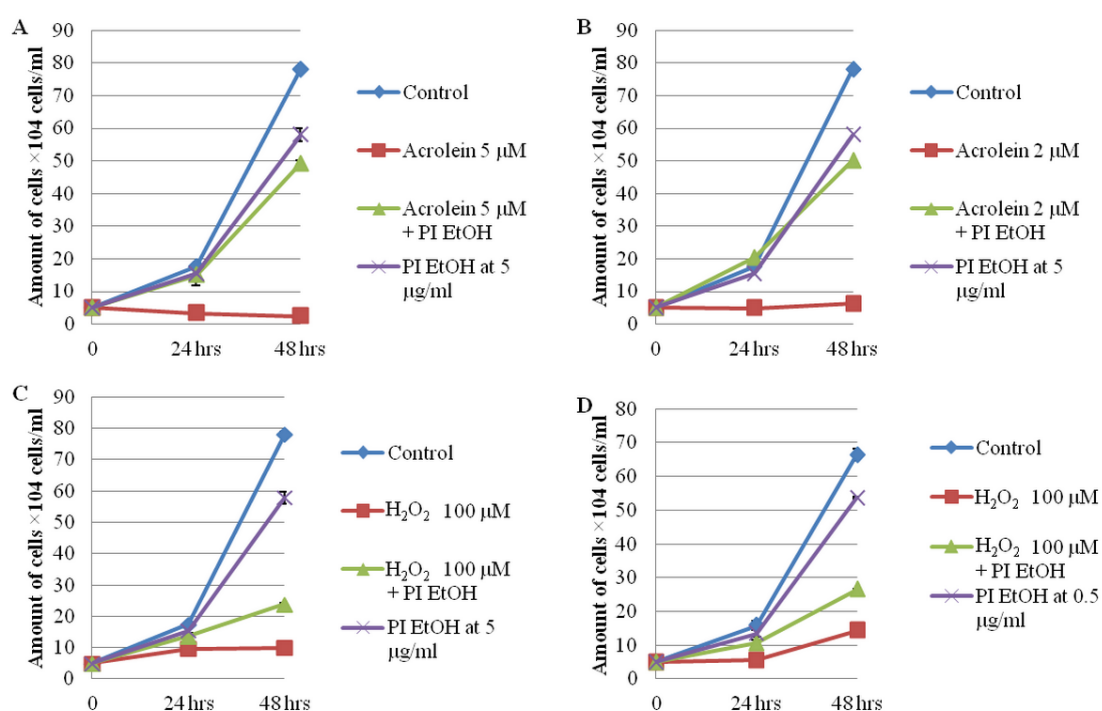 A
Amount of cells ×104 cells/ml
90
80
70
60
50
40
30
20
10
0
0 24 hrs 48 hrs
Control
Acrolein 5 μM
Acrolein 5 μM
+ PI EtOH
PI EtOH at 5
μg/ml
B
Amount of cells ×104 cells/ml
90
80
70
60
50
40
30
20
10
0
0 24 hrs 48 hrs
Control
Acrolein 2 μM
Acrolein 2 μM
+ PI EtOH
PI EtOH at 5
μg/ml
C
Amount of cells ×104 cells/ml
90
80
70
60
50
40
30
20
10
0
0 24 hrs 48 hrs
Control
H₂O₂ 100 μM
H₂O₂ 100 μM
+ PI EtOH
PI EtOH at 5
μg/ml
D
Amount of cells ×104 cells/ml
80
70
60
50
40
30
20
10
0
0 24 hrs 48 hrs
Control
H₂O₂ 100 μM
H₂O₂ 100 μM
+ PI EtOH
PI EtOH at 0.5
μg/ml